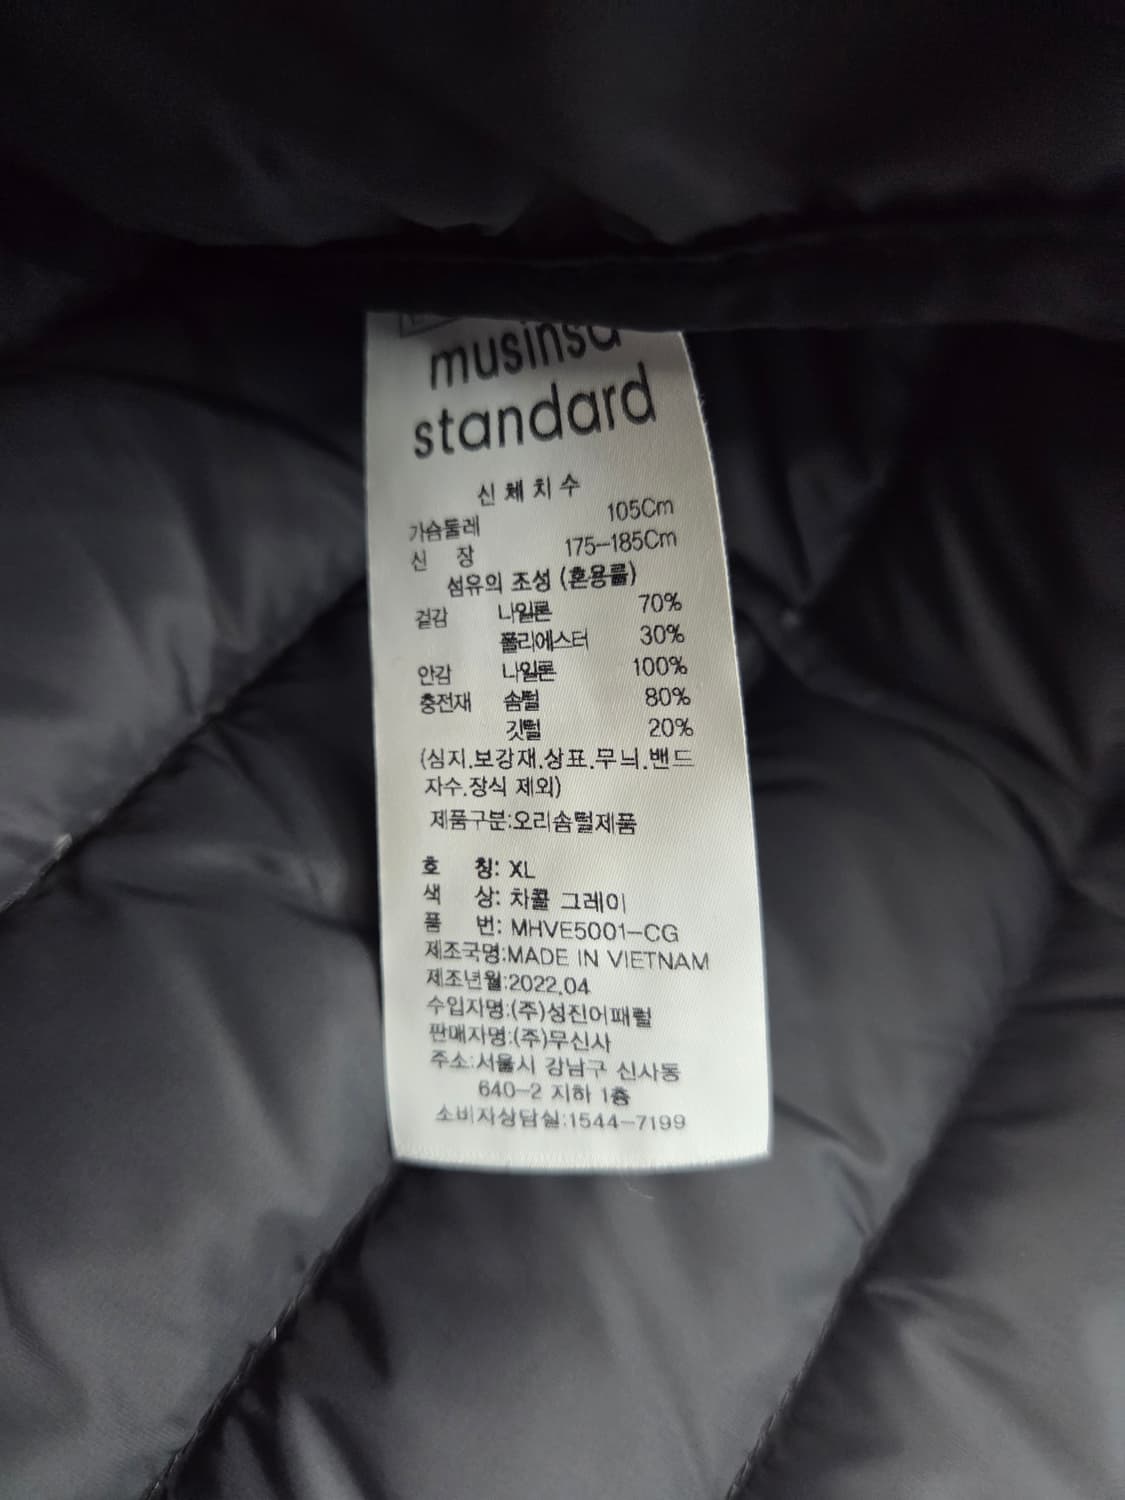 musinsa
standard
신체치수
가슴둘레 105Cm
신 장 175-185Cm
섬유의 조성 (혼용률)
겉감 나일론 70%
폴리에스터 30%
안감 나일론 100%
충전재 솜털 80%
깃털 20%
(심지.보강재.상표.무늬.밴드
자수.장식 제외)
제품구분:오리솜털제품
호 칭: XL
색 상: 차콜 그레이
품 번: MHVE5001-CG
제조국명:MADE IN VIETNAM
제조년월:2022.04
수입자명:(주)성진어패럴
판매자명:(주)무신사
주소:서울시 강남구 신사동
640-2 지하 1층
소비자상담실:1544-7199